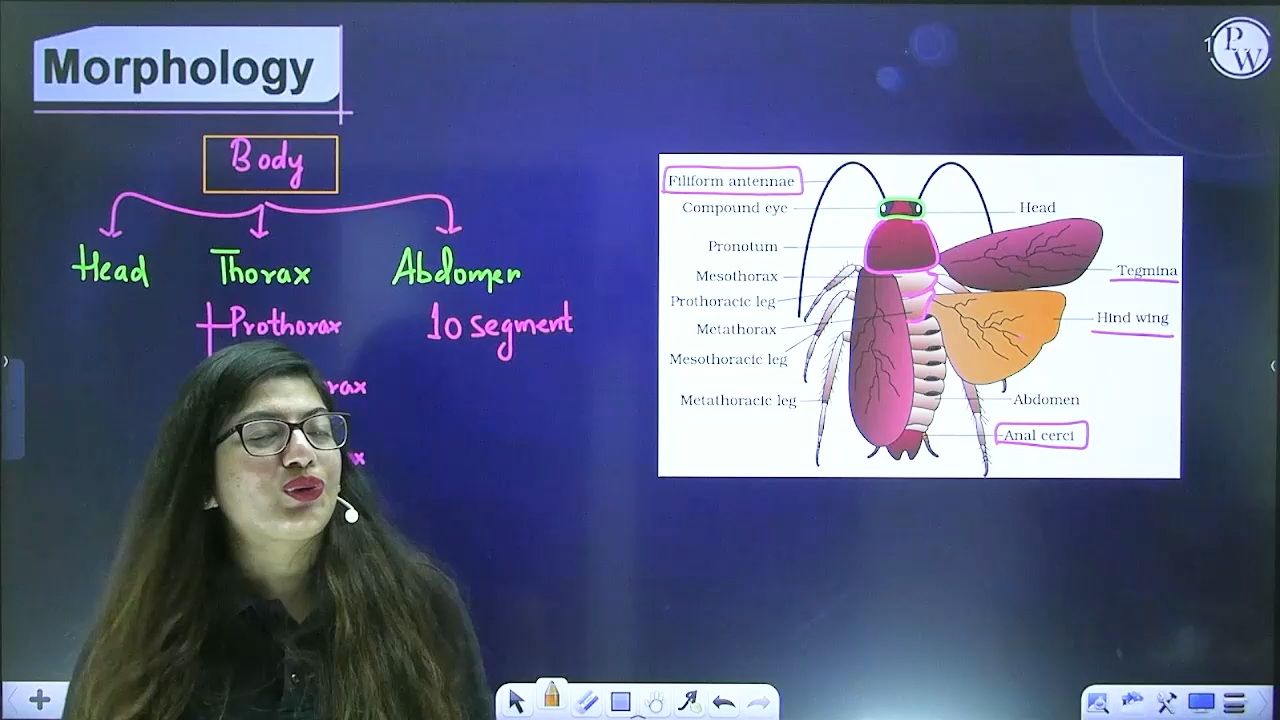 Morphology
PW
Body
Head
Thorax
Abdomen
Prothorax
10 segment
rax
x
Filiform antennae
Compound eye
Head
Pronotum
Mesothorax
Tegmina
Prothoracic leg
Hind wing
Metathorax
Mesothoracic leg
Metathoracic leg
Abdomen
Anal cerci